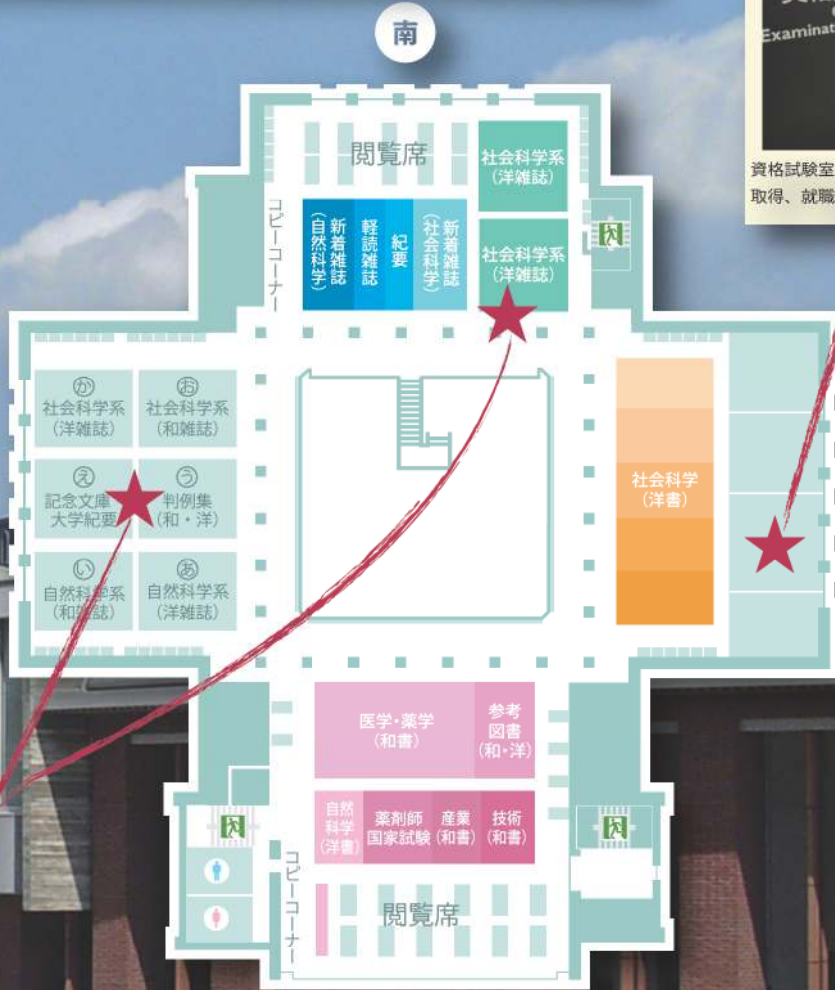 南
Examinat
資格試験室
取得、就職
閲覧席
社会科学系
(洋雑誌)
コピーコーナー
新着雑誌
(自然科学)
軽読雑誌
紀要
新着雑誌
(社会科学)
社会科学系
(洋雑誌)
か
社会科学系
(洋雑誌)
お
社会科学系
(和雑誌)
え
記念文庫
大学紀要
う
判例集
(和・洋)
い
自然科学系
(和雑誌)
あ
自然科学系
(洋雑誌)
社会科学
(洋書)
医学・薬学
(和書)
参考
図書
(和・洋)
自然
科学
(洋書)
薬剤師
国家試験
産業
(和書)
技術
(和書)
コピーコーナー
閲覧席